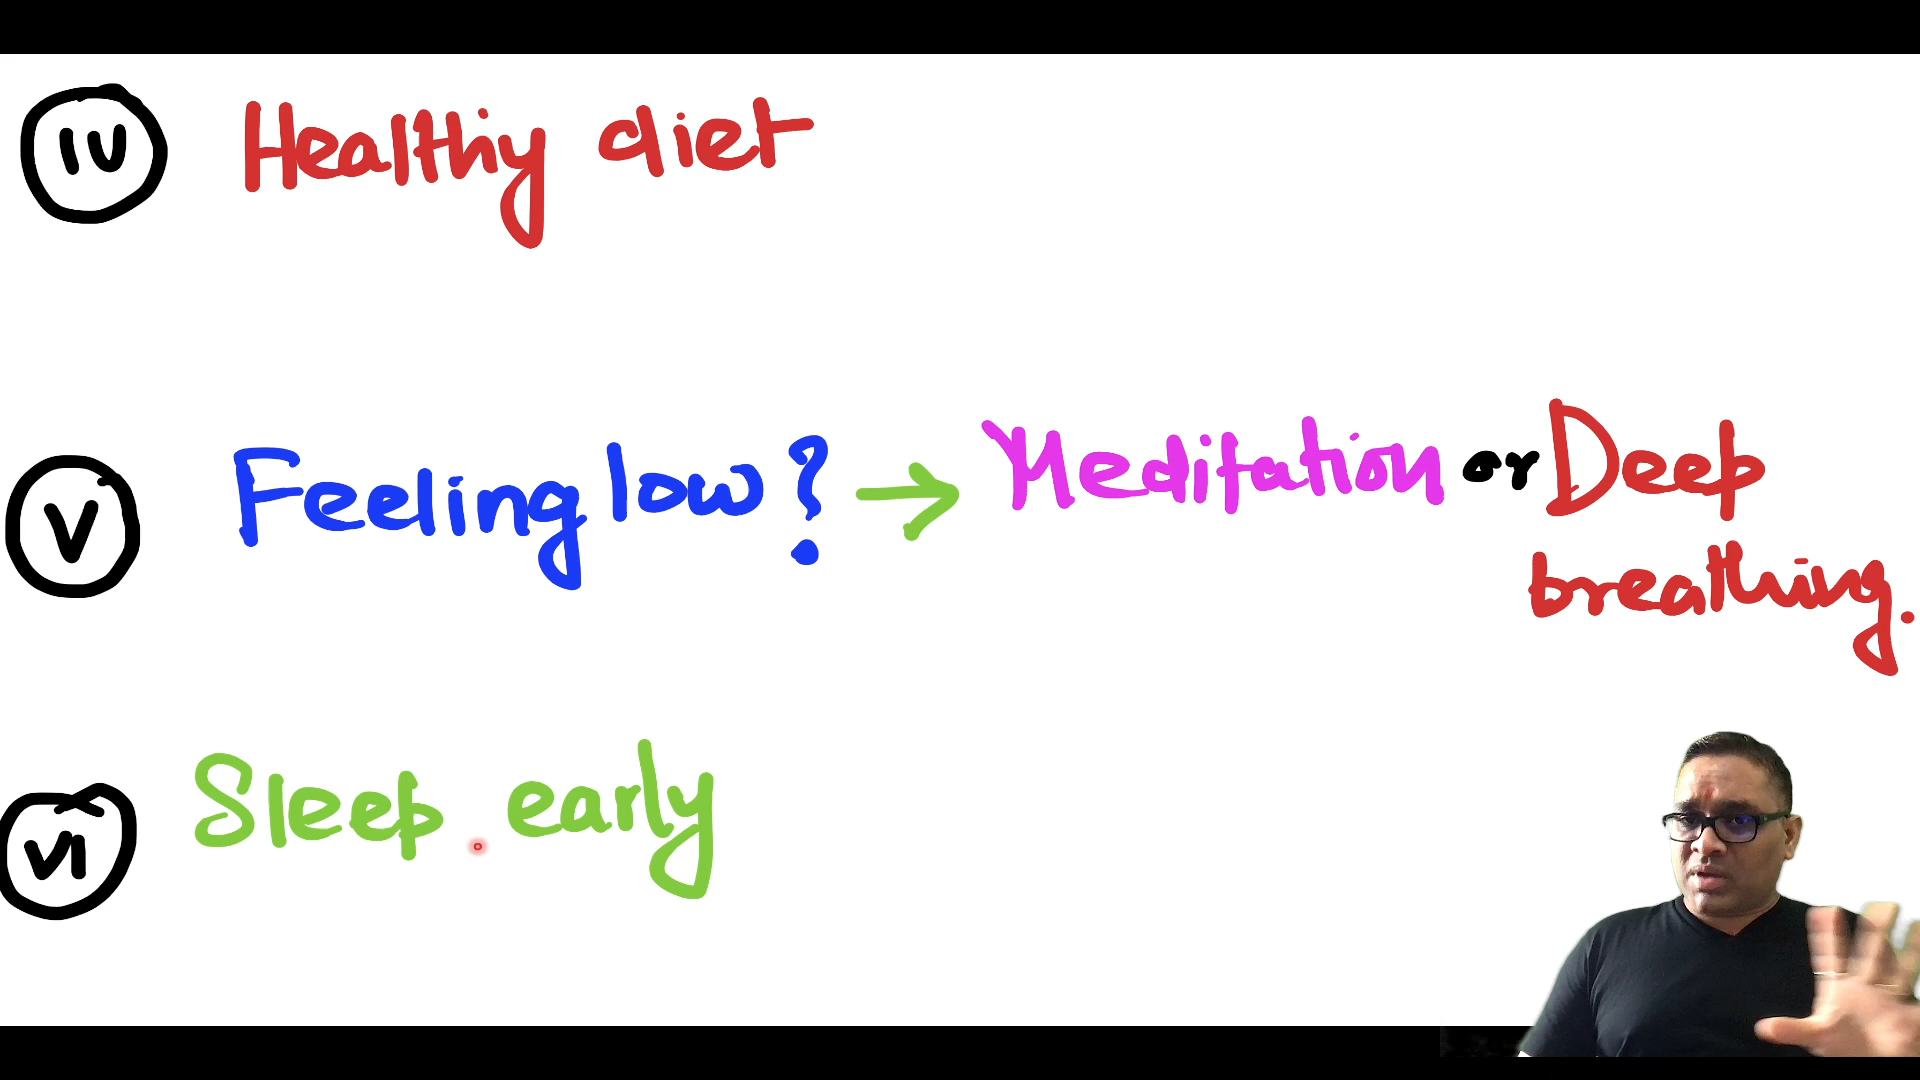 iv Healthy diet
v Feeling low? → Meditation or Deep
breathing.
vi Sleep early